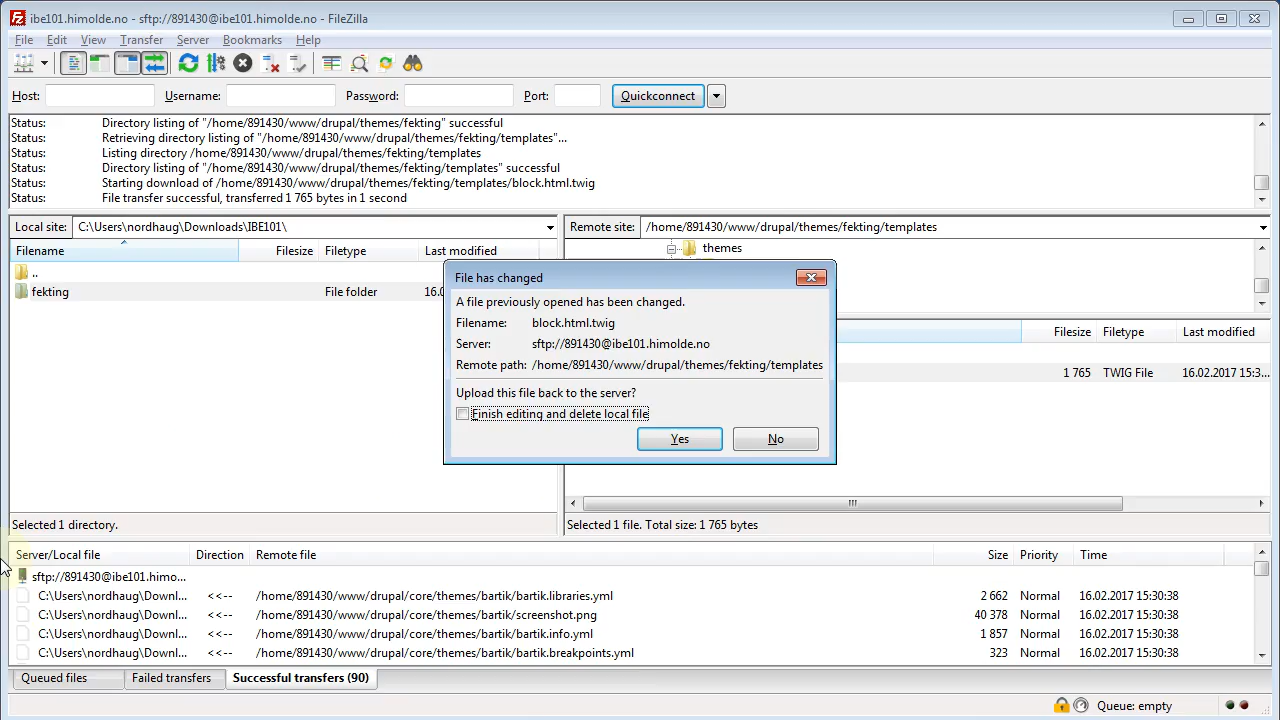 ibe101.himolde.no - sftp://891430@ibe101.himolde.no - FileZilla
File Edit View Transfer Server Bookmarks Help
Host: Username: Password: Port: Quickconnect
Status: Directory listing of "/home/891430/www/drupal/themes/fekting" successful
Status: Retrieving directory listing of "/home/891430/www/drupal/themes/fekting/templates"...
Status: Listing directory /home/891430/www/drupal/themes/fekting/templates
Status: Directory listing of "/home/891430/www/drupal/themes/fekting/templates" successful
Status: Starting download of /home/891430/www/drupal/themes/fekting/templates/block.html.twig
Status: File transfer successful, transferred 1 765 bytes in 1 second
Local site: C:\Users\nordhaug\Downloads\IBE101\
Remote site: /home/891430/www/drupal/themes/fekting/templates
Filename Filesize Filetype Last modified
..
fekting File folder 16.0
themes
Filesize Filetype Last modified
1 765 TWIG File 16.02.2017 15:3...
File has changed
A file previously opened has been changed.
Filename: block.html.twig
Server: sftp://891430@ibe101.himolde.no
Remote path: /home/891430/www/drupal/themes/fekting/templates
Upload this file back to the server?
Finish editing and delete local file
Yes No
Selected 1 directory.
Selected 1 file. Total size: 1 765 bytes
Server/Local file Direction Remote file Size Priority Time
sftp://891430@ibe101.himo...
C:\Users\nordhaug\Downl... <<-- /home/891430/www/drupal/core/themes/bartik/bartik.libraries.yml 2 662 Normal 16.02.2017 15:30:38
C:\Users\nordhaug\Downl... <<-- /home/891430/www/drupal/core/themes/bartik/screenshot.png 40 378 Normal 16.02.2017 15:30:38
C:\Users\nordhaug\Downl... <<-- /home/891430/www/drupal/core/themes/bartik/bartik.info.yml 1 857 Normal 16.02.2017 15:30:38
C:\Users\nordhaug\Downl... <<-- /home/891430/www/drupal/core/themes/bartik/bartik.breakpoints.yml 323 Normal 16.02.2017 15:30:38
Queued files Failed transfers Successful transfers (90)
Queue: empty